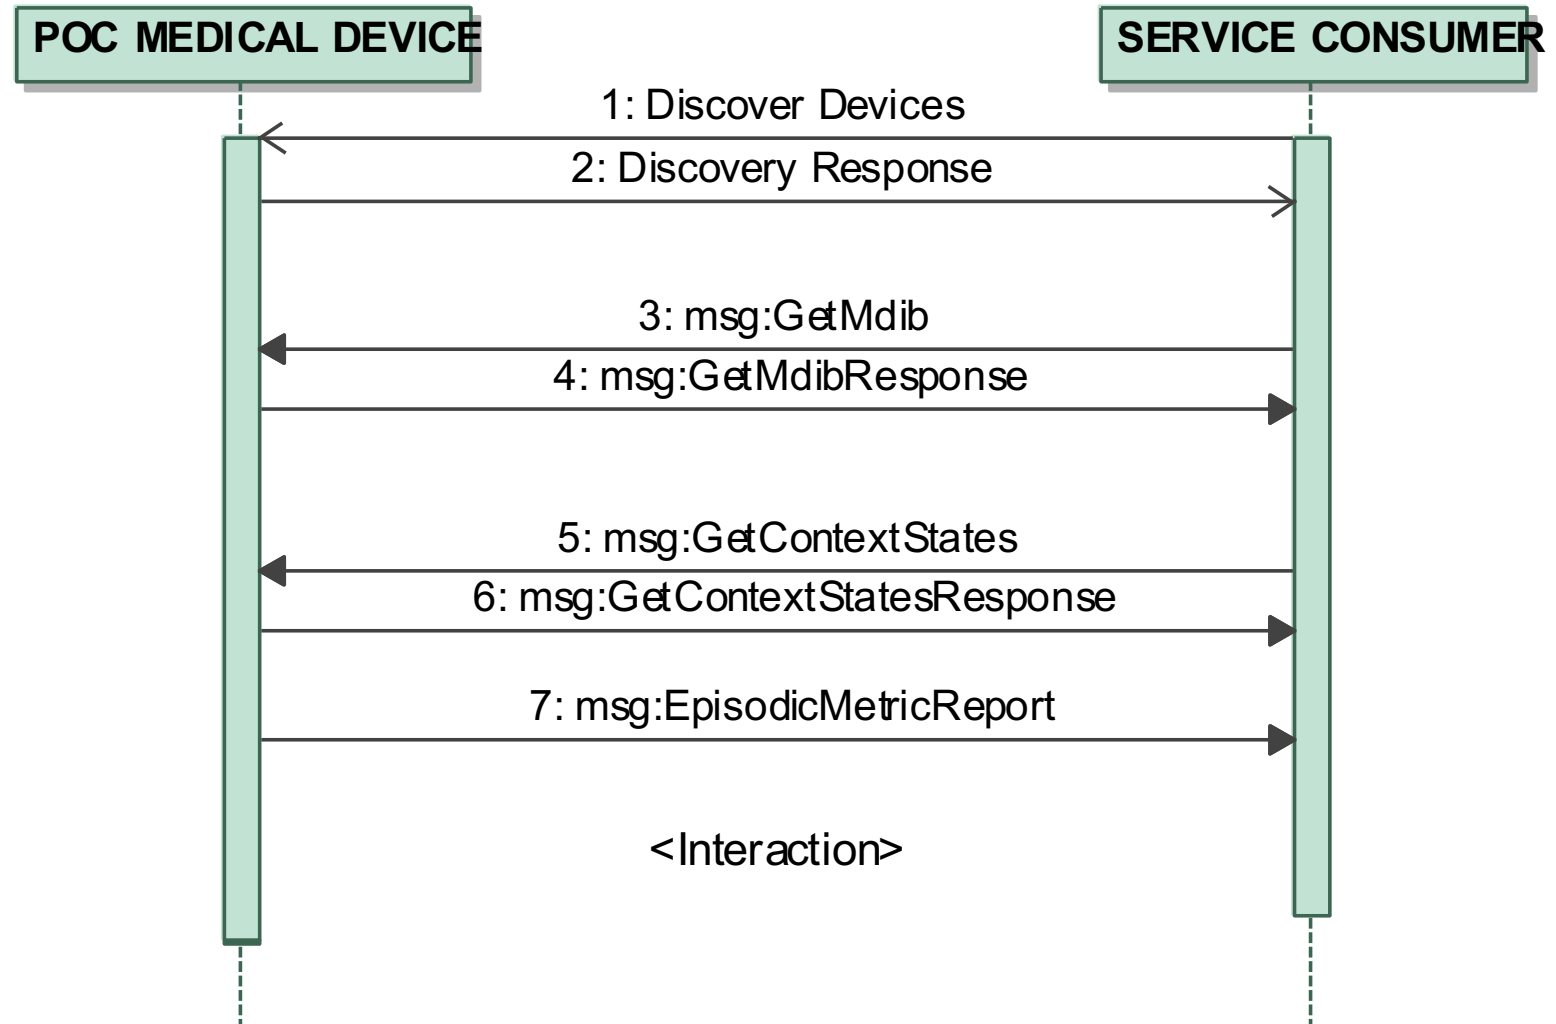 POC MEDICAL DEVICE
SERVICE CONSUMER
1: Discover Devices
2: Discovery Response
3: msg:GetMdib
4: msg:GetMdibResponse
5: msg:GetContextStates
6: msg:GetContextStatesResponse
7: msg:EpisodicMetricReport
<Interaction>